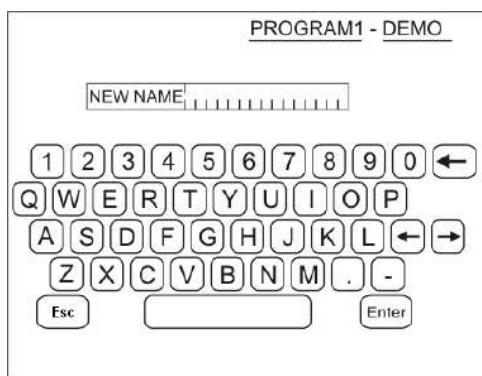 PROGRAM1 - DEMO
NEW NAME
1 2 3 4 5 6 7 8 9 0 ←
Q W E R T Y U I O P
A S D F G H J K L ← →
Z X C V B N M . -
Esc Enter